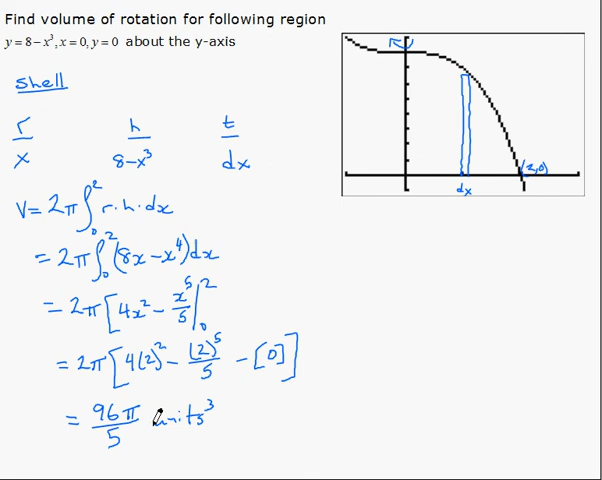 Find volume of rotation for following region
y = 8 − x³, x = 0, y = 0 about the y-axis
Shell
r h t
x 8−x³ dx
V = 2π ∫₀² r·h·dx
= 2π ∫₀² (8x − x⁴) dx
= 2π [4x² − x⁵/5 |₀²
= 2π [4(2)² − (2)⁵/5 − [0]]
= 96π/5 units³
(2,0)
dx